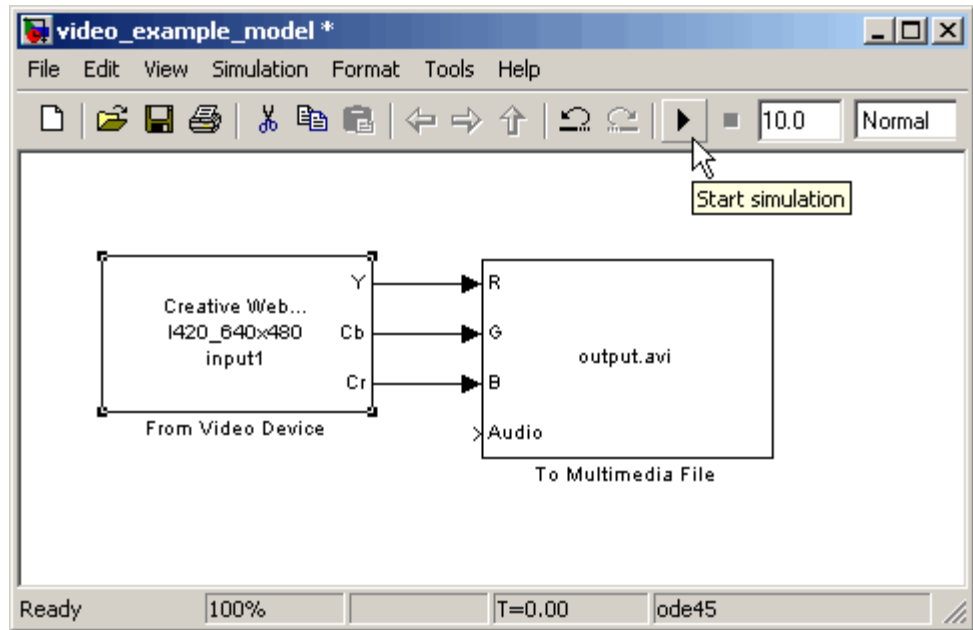 video_example_model *
File Edit View Simulation Format Tools Help
10.0 Normal
Start simulation
Creative Web...
I420_640x480
input1
Y
Cb
Cr
From Video Device
R
G
B
Audio
output.avi
To Multimedia File
Ready 100% T=0.00 ode45